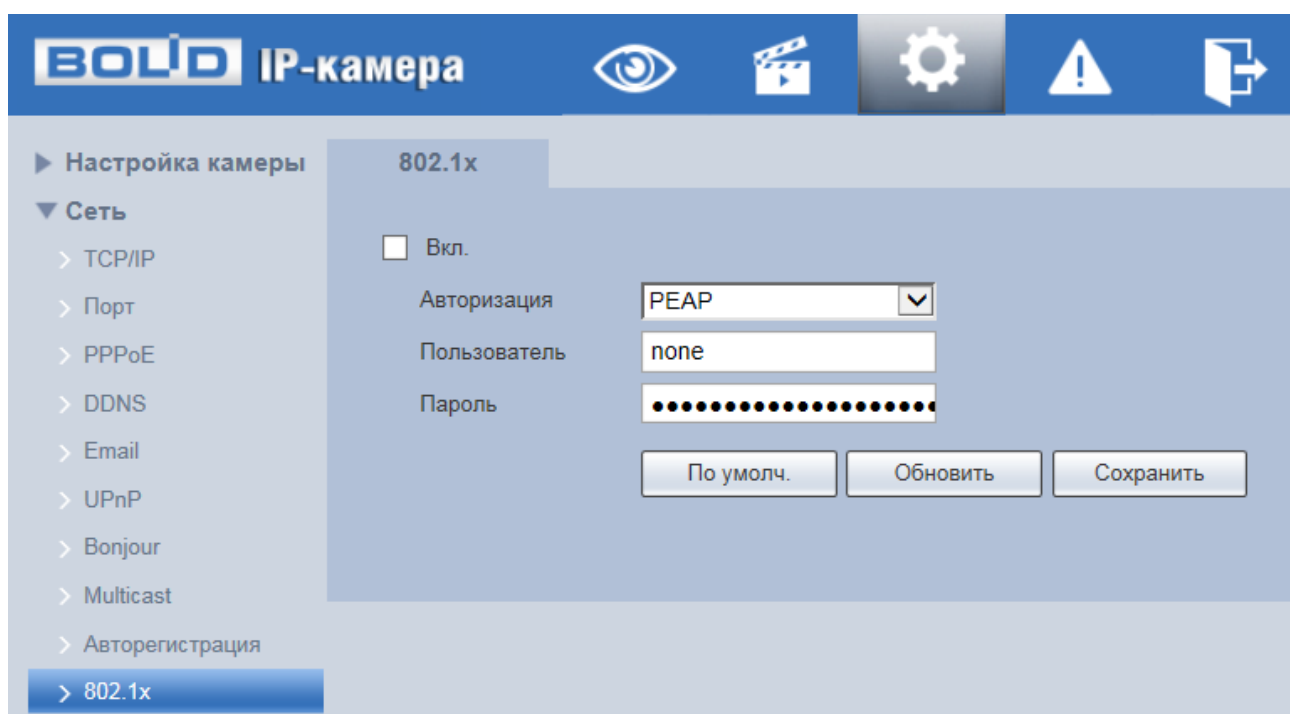 BOLID IP-камера
Настройка камеры
802.1x
Сеть
TCP/IP
Вкл.
Порт
Авторизация
PEAP
PPPoE
Пользователь
none
DDNS
Пароль
••••••••••••••••••••
Email
По умолч.
Обновить
Сохранить
UPnP
Bonjour
Multicast
Авторегистрация
802.1x